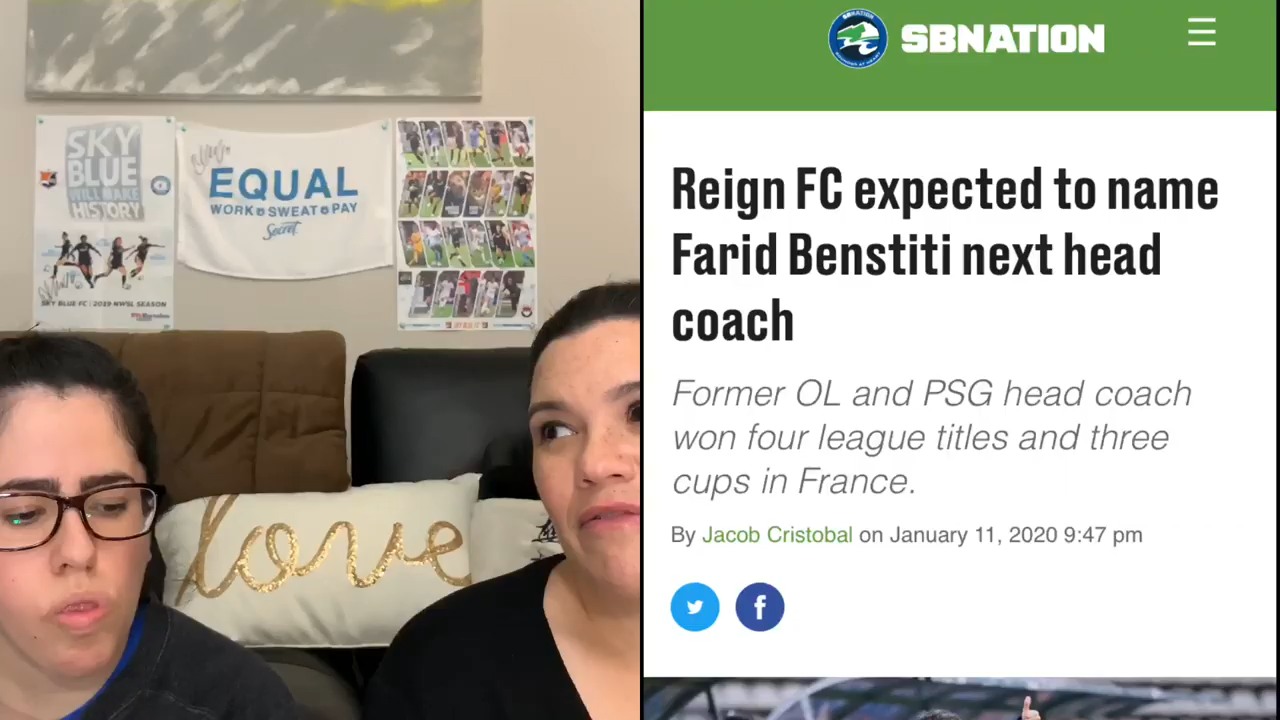 SKY
BLUE
WILL MAKE
HISTORY
SKY BLUE FC | 2019 NWSL SEASON
EQUAL
WORK SWEAT PAY
Secret
love
SBNATION
SBNATION
Reign FC expected to name
Farid Benstiti next head
coach
Former OL and PSG head coach
won four league titles and three
cups in France.
By Jacob Cristobal on January 11, 2020 9:47 pm